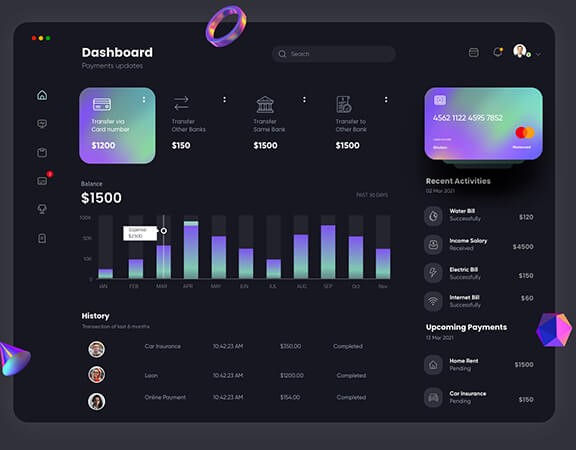 Dashboard
Payments updates
Search
Transfer via
Card number
$1200
Transfer
Other Banks
$150
Transfer
Same Bank
$1500
Transfer to
Other Bank
$1500
4562 1122 4595 7852
Mastercard
Balance
$1500
PAST 30 DAYS
100k
50K
10K
0
Expense
$2500
JAN FEB MAR APR MAY JUN JUL AUG SEP Oct Nov
History
Transection of last 6 months
Car Insurance 10:42:23 AM $350.00 Completed
Loan 10:42:23 AM $1200.00 Completed
Online Payment 10:42:23 AM $154.00 Completed
Recent Activities
02 Mar 2021
Water Bill
Successfully
$120
Income Salary
Received
$4500
Electric Bill
Successfully
$150
Internet Bill
Successfully
$60
Upcoming Payments
13 Mar 2021
Home Rent
Pending
$1500
Car Insurance
Pending
$150